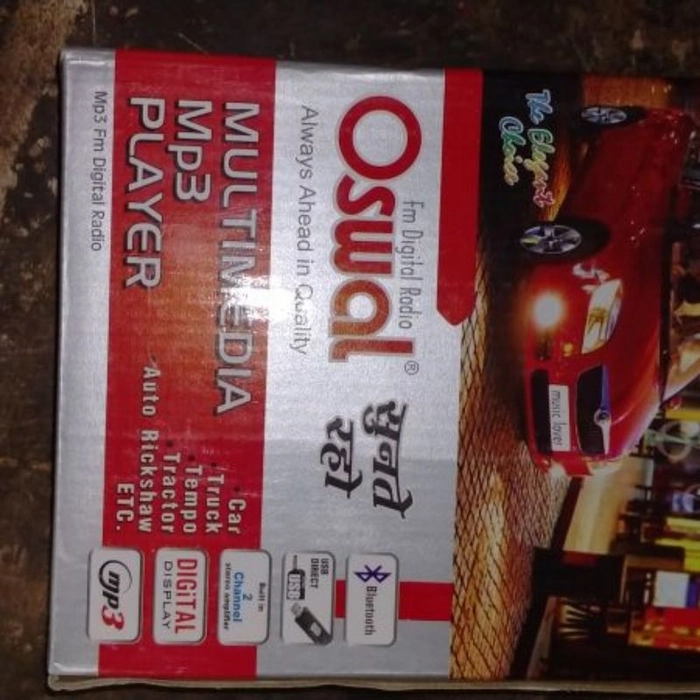 The Elegant
Choice
music lover
Fm Digital Radio
Oswal®
Always Ahead in Quality
सुनते
रहो
MULTIMEDIA
Mp3
PLAYER
Car
Truck
Tempo
Tractor
Auto Rickshaw
ETC.
Mp3 Fm Digital Radio
Bluetooth
USB
DIRECT
USB
Built in
2
Channel
stereo amplifier
DIGITAL
DISPLAY
mp3